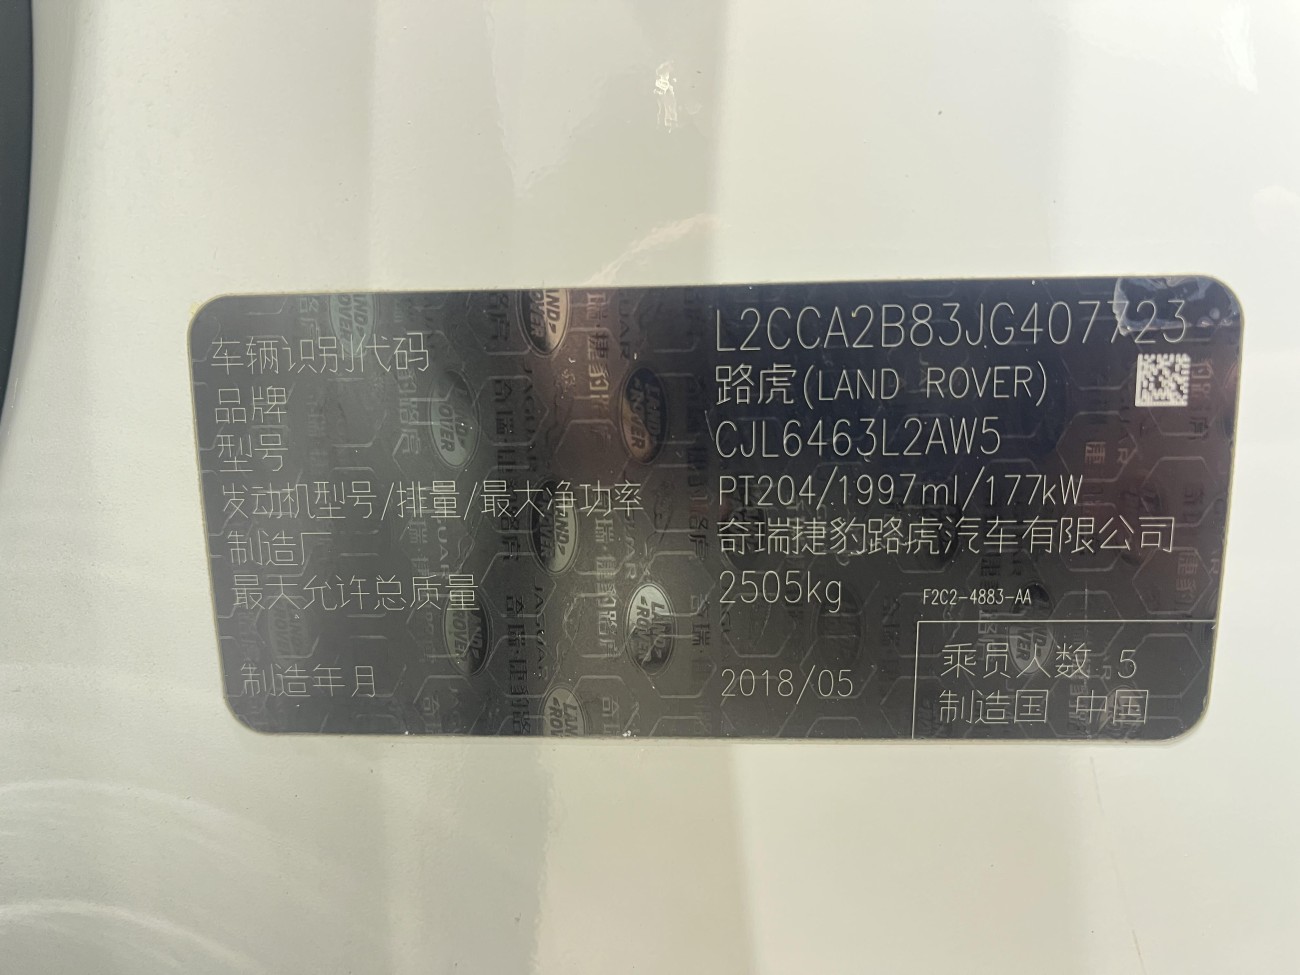 车辆识别代码 L2CCA2B83JG407723
品牌 路虎(LAND ROVER)
型号 CJL6463L2AW5
发动机型号/排量/最大净功率 PT204/1997ml/177kW
制造厂 奇瑞捷豹路虎汽车有限公司
最大允许总质量 2505kg
F2C2-4883-AA
制造年月 2018/05
乘员人数 5
制造国 中国